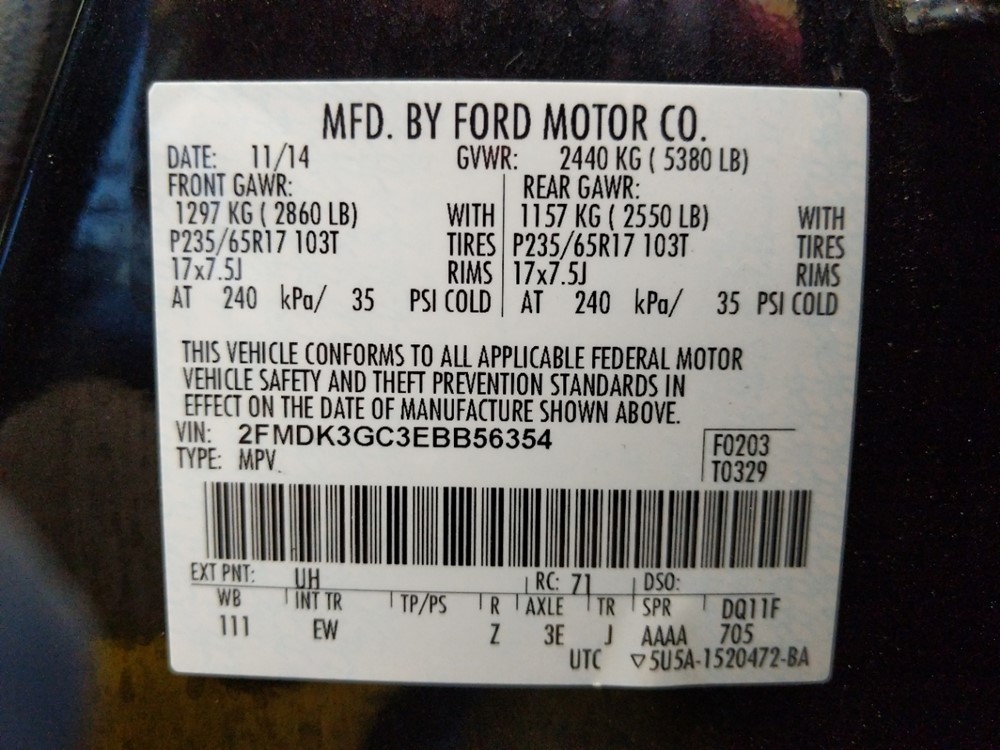 MFD. BY FORD MOTOR CO.
DATE: 11/14 GVWR: 2440 KG ( 5380 LB)
FRONT GAWR: REAR GAWR:
1297 KG ( 2860 LB) WITH 1157 KG ( 2550 LB) WITH
P235/65R17 103T TIRES P235/65R17 103T TIRES
17x7.5J RIMS 17x7.5J RIMS
AT 240 kPa/ 35 PSI COLD AT 240 kPa/ 35 PSI COLD
THIS VEHICLE CONFORMS TO ALL APPLICABLE FEDERAL MOTOR
VEHICLE SAFETY AND THEFT PREVENTION STANDARDS IN
EFFECT ON THE DATE OF MANUFACTURE SHOWN ABOVE.
VIN: 2FMDK3GC3EBB56354 F0203
TYPE: MPV T0329
EXT PNT: UH RC: 71 DSO:
WB INT TR TP/PS R AXLE TR SPR DQ11F
111 EW Z 3E J AAAA 705
UTC ▽5U5A-1520472-BA